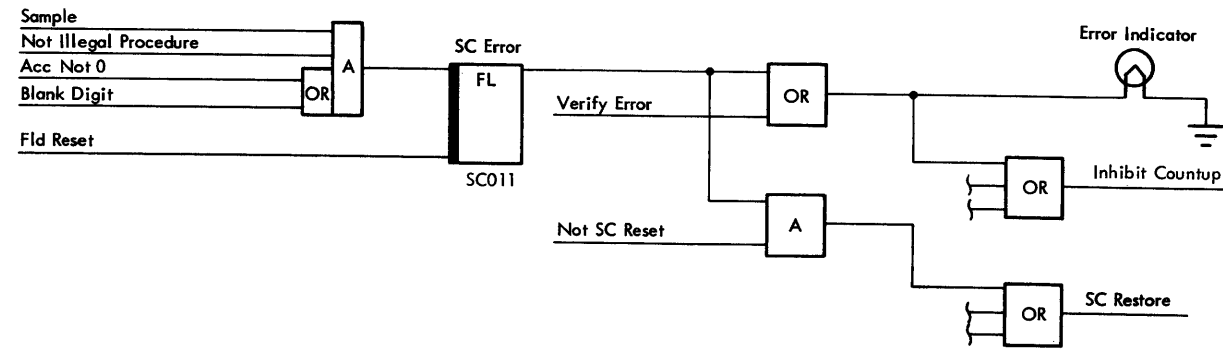 Sample
Not Illegal Procedure
Acc Not 0
Blank Digit
OR
A
Fld Reset
SC Error
FL
SC011
Verify Error
OR
Error Indicator
OR
Inhibit Countup
Not SC Reset
A
OR
SC Restore